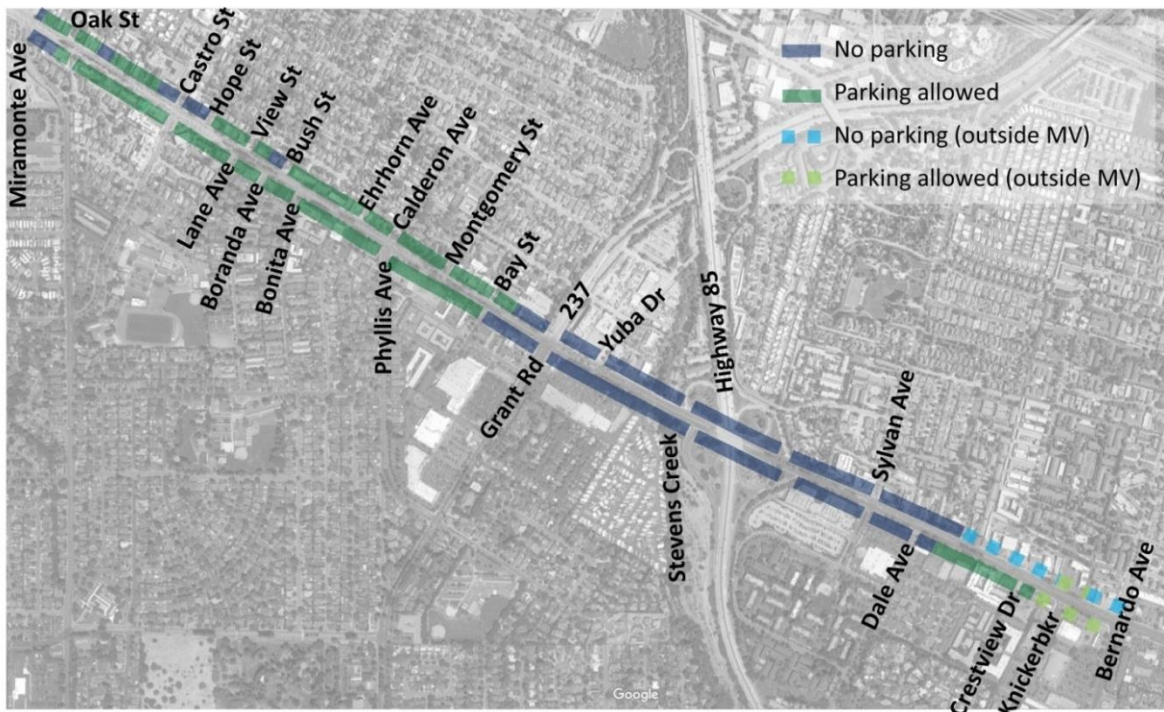 No parking
Parking allowed
No parking (outside MV)
Parking allowed (outside MV)
Oak St
Miramonte Ave
Castro St
Hope St
View St
Bush St
Ehrhorn Ave
Calderon Ave
Montgomery St
Bay St
Lane Ave
Boranda Ave
Bonita Ave
Phyllis Ave
237
Yuba Dr
Grant Rd
Highway 85
Stevens Creek
Sylvan Ave
Dale Ave
Crestview Dr
Knickerbkr
Bernardo Ave
Google